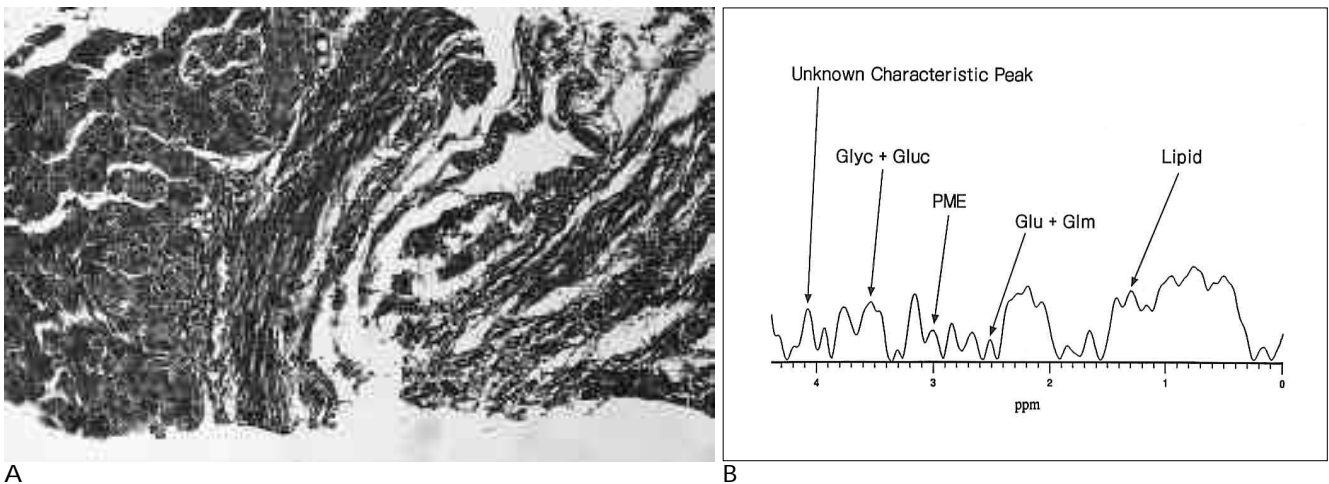 Unknown Characteristic Peak
Glyc + Gluc
Lipid
PME
Glu + Glm
4 3 2 1 0
ppm
A B